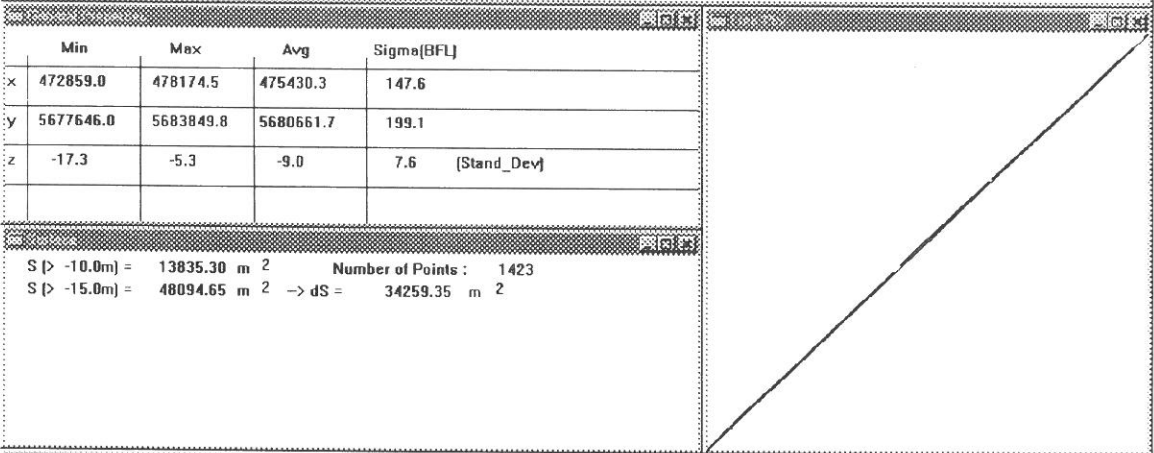 Min Max Avg Sigma(BFL)
x 472859.0 478174.5 475430.3 147.6
y 5677646.0 5683849.8 5680661.7 199.1
z -17.3 -5.3 -9.0 7.6 (Stand_Dev)
S (> -10.0m) = 13835.30 m 2 Number of Points : 1423
S (> -15.0m) = 48094.65 m 2 -> dS = 34259.35 m 2